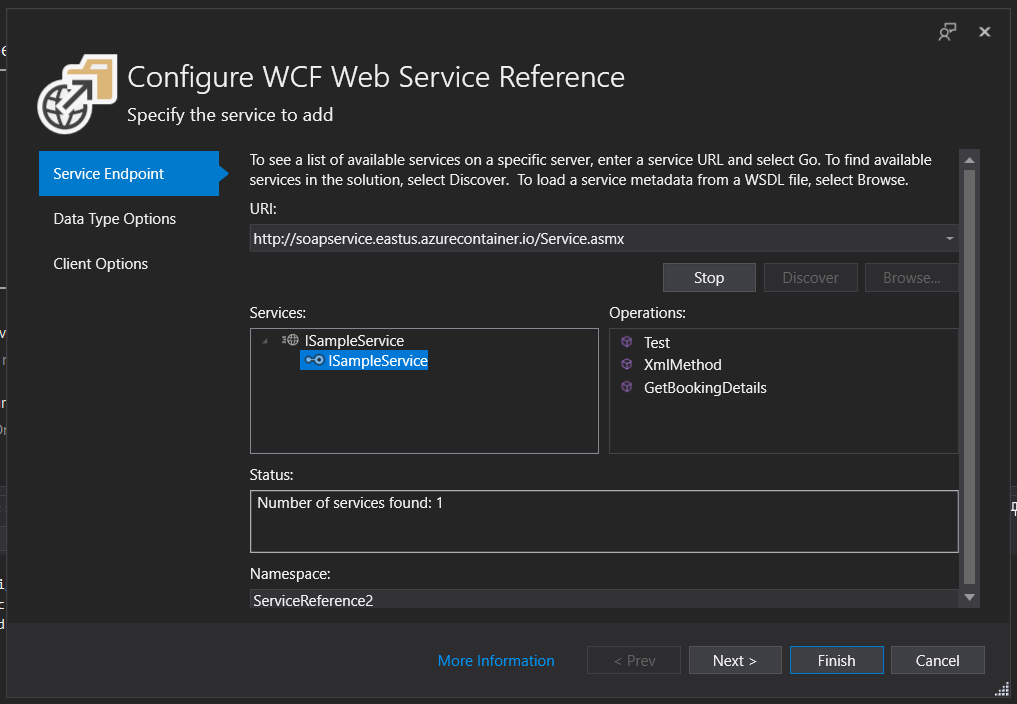 Configure WCF Web Service Reference
Specify the service to add
Service Endpoint
Data Type Options
Client Options
To see a list of available services on a specific server, enter a service URL and select Go. To find available
services in the solution, select Discover.  To load a service metadata from a WSDL file, select Browse.
URI:
http://soapservice.eastus.azurecontainer.io/Service.asmx
Stop
Discover
Browse...
Services:
ISampleService
ISampleService
Operations:
Test
XmlMethod
GetBookingDetails
Status:
Number of services found: 1
Namespace:
ServiceReference2
More Information
< Prev
Next >
Finish
Cancel